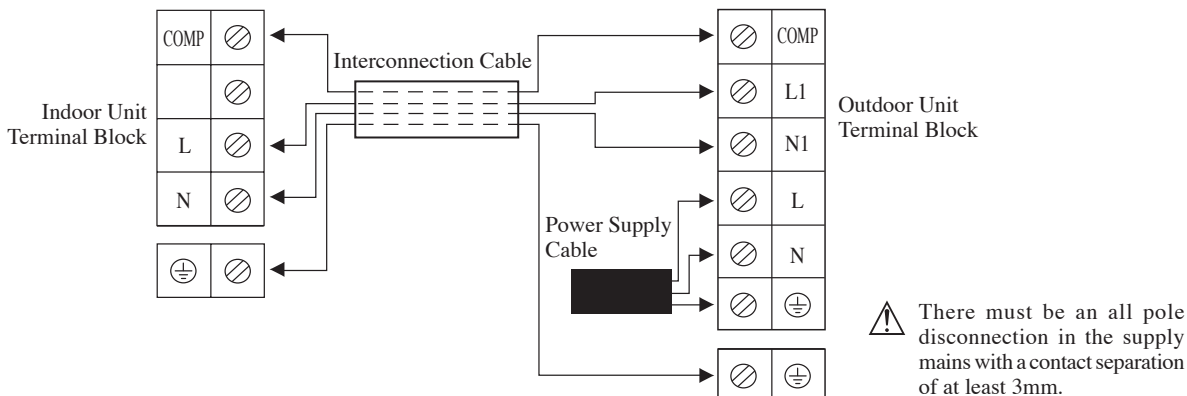 COMP
Interconnection Cable
COMP
Indoor Unit
Terminal Block
L1
Outdoor Unit
Terminal Block
L
N1
N
L
Power Supply
Cable
N
There must be an all pole
disconnection in the supply
mains with a contact separation
of at least 3mm.